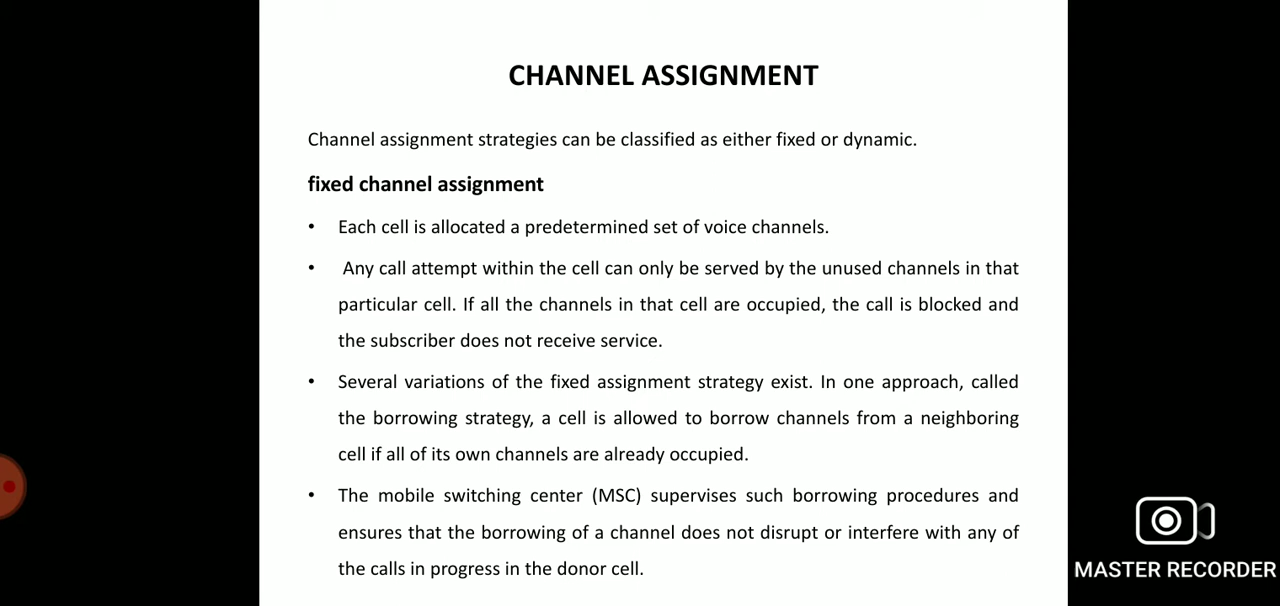 CHANNEL ASSIGNMENT
Channel assignment strategies can be classified as either fixed or dynamic.
fixed channel assignment
• Each cell is allocated a predetermined set of voice channels.
• Any call attempt within the cell can only be served by the unused channels in that
particular cell. If all the channels in that cell are occupied, the call is blocked and
the subscriber does not receive service.
• Several variations of the fixed assignment strategy exist. In one approach, called
the borrowing strategy, a cell is allowed to borrow channels from a neighboring
cell if all of its own channels are already occupied.
• The mobile switching center (MSC) supervises such borrowing procedures and
ensures that the borrowing of a channel does not disrupt or interfere with any of
the calls in progress in the donor cell.
MASTER RECORDER